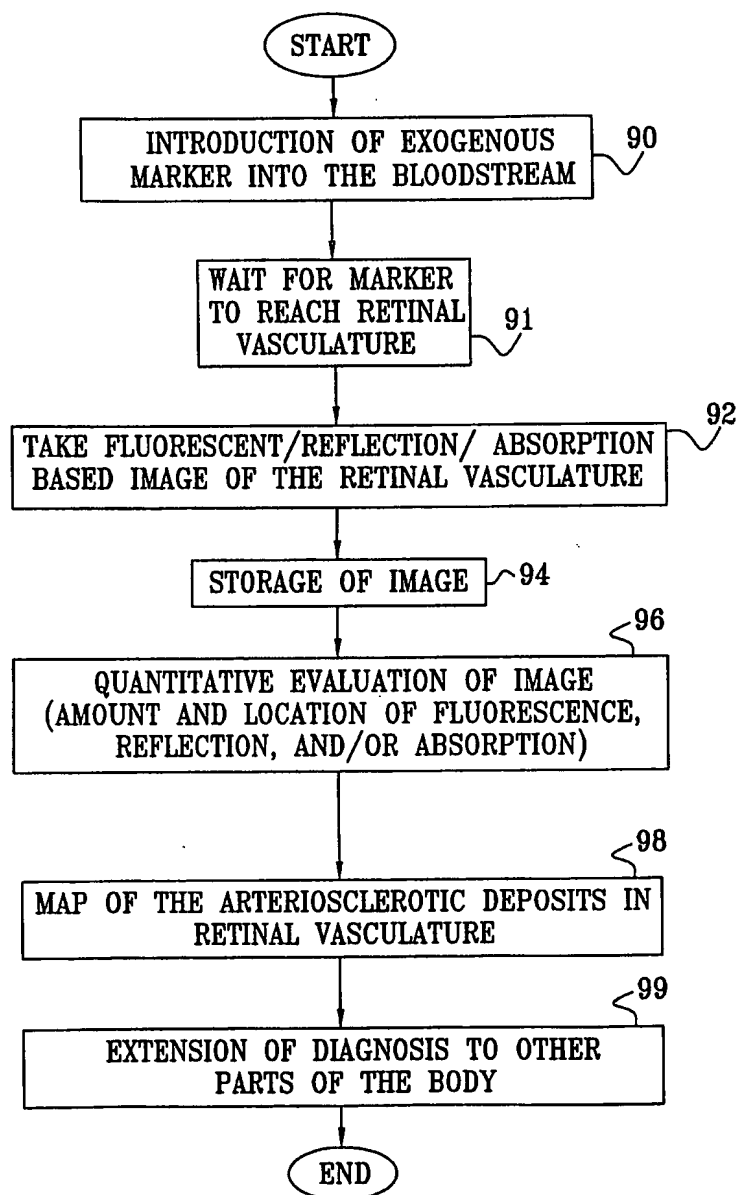 START
INTRODUCTION OF EXOGENOUS
MARKER INTO THE BLOODSTREAM
90
WAIT FOR MARKER
TO REACH RETINAL
VASCULATURE
91
TAKE FLUORESCENT/REFLECTION/ ABSORPTION
BASED IMAGE OF THE RETINAL VASCULATURE
92
STORAGE OF IMAGE
94
96
QUANTITATIVE EVALUATION OF IMAGE
(AMOUNT AND LOCATION OF FLUORESCENCE,
REFLECTION, AND/OR ABSORPTION)
98
MAP OF THE ARTERIOSCLEROTIC DEPOSITS IN
RETINAL VASCULATURE
99
EXTENSION OF DIAGNOSIS TO OTHER
PARTS OF THE BODY
END